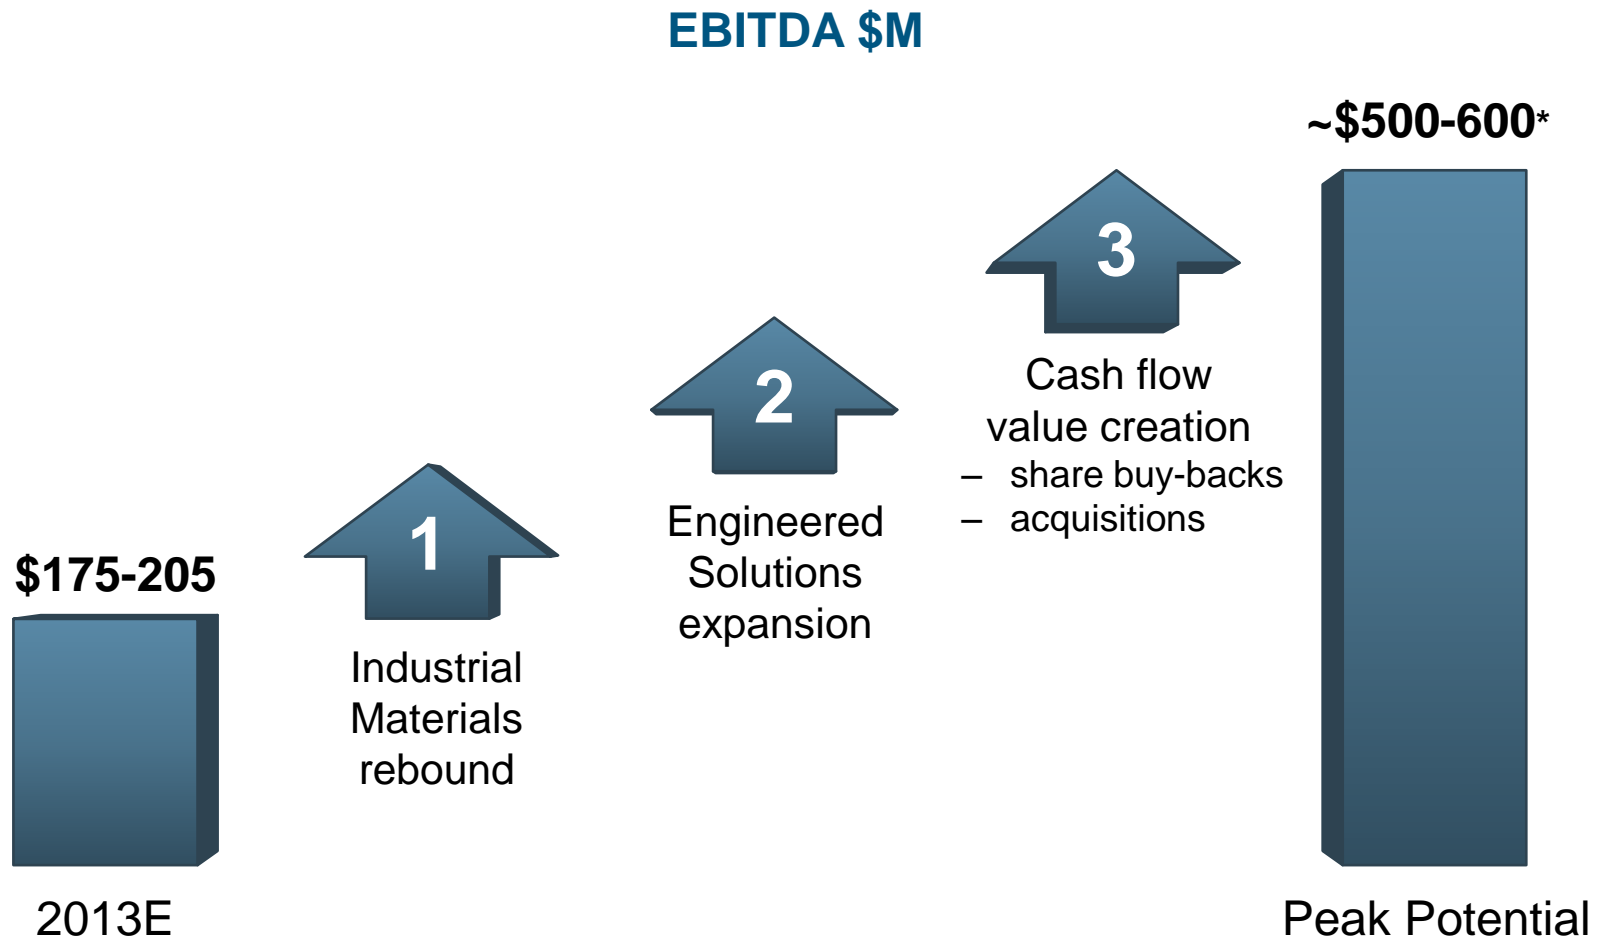 EBITDA $M
~$500-600*
3
Cash flow
value creation
– share buy-backs
– acquisitions
2
Engineered
Solutions
expansion
1
Industrial
Materials
rebound
$175-205
2013E
Peak Potential